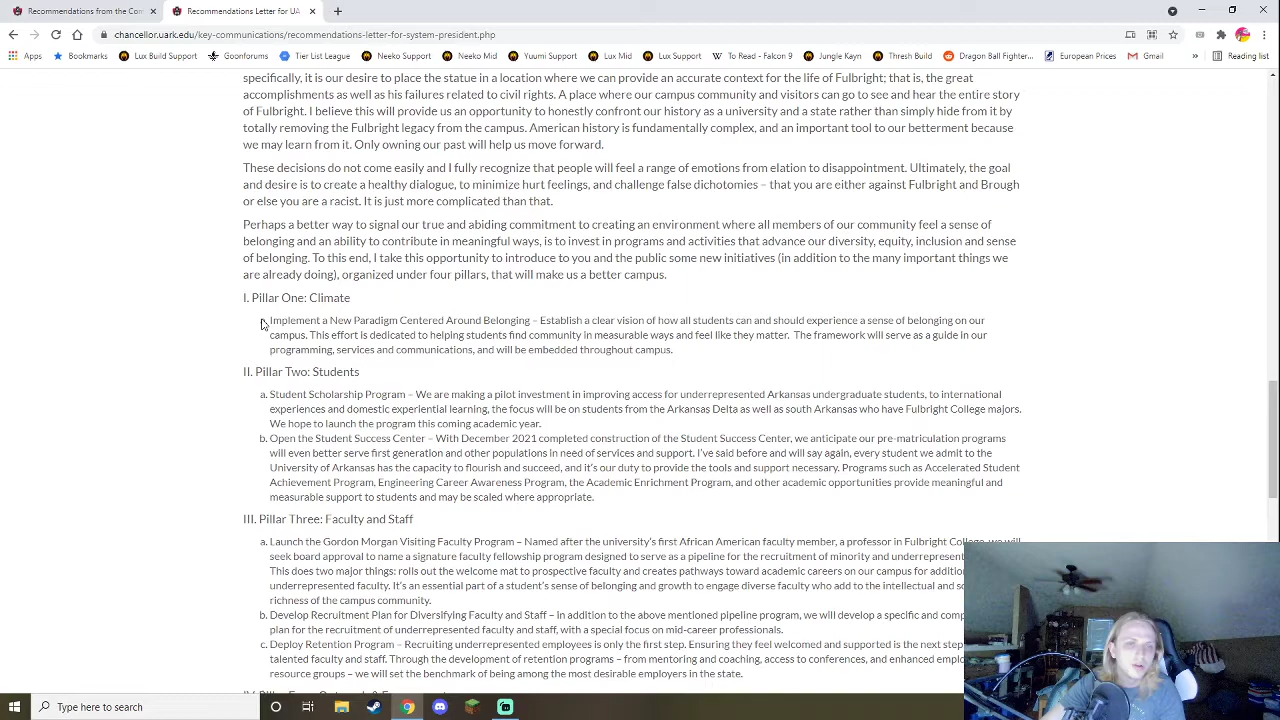 Recommendations from the Com
Recommendations Letter for UA
chancellor.uark.edu/key-communications/recommendations-letter-for-system-president.php
Apps
Bookmarks
Lux Build Support
Goonforums
Tier List League
Neeko Support
Neeko Mid
Yuumi Support
Lux Mid
Lux Support
To Read - Falcon 9
Jungle Kayn
Thresh Build
Dragon Ball Fighter...
European Prices
Gmail
»
Reading list
specifically, it is our desire to place the statue in a location where we can provide an accurate context for the life of Fulbright; that is, the great
accomplishments as well as his failures related to civil rights. A place where our campus community and visitors can go to see and hear the entire story
of Fulbright. I believe this will provide us an opportunity to honestly confront our history as a university and a state rather than simply hide from it by
totally removing the Fulbright legacy from the campus. American history is fundamentally complex, and an important tool to our betterment because
we may learn from it. Only owning our past will help us move forward.
These decisions do not come easily and I fully recognize that people will feel a range of emotions from elation to disappointment. Ultimately, the goal
and desire is to create a healthy dialogue, to minimize hurt feelings, and challenge false dichotomies – that you are either against Fulbright and Brough
or else you are a racist. It is just more complicated than that.
Perhaps a better way to signal our true and abiding commitment to creating an environment where all members of our community feel a sense of
belonging and an ability to contribute in meaningful ways, is to invest in programs and activities that advance our diversity, equity, inclusion and sense
of belonging. To this end, I take this opportunity to introduce to you and the public some new initiatives (in addition to the many important things we
are already doing), organized under four pillars, that will make us a better campus.
I. Pillar One: Climate
Implement a New Paradigm Centered Around Belonging – Establish a clear vision of how all students can and should experience a sense of belonging on our
campus. This effort is dedicated to helping students find community in measurable ways and feel like they matter. The framework will serve as a guide in our
programming, services and communications, and will be embedded throughout campus.
II. Pillar Two: Students
a. Student Scholarship Program – We are making a pilot investment in improving access for underrepresented Arkansas undergraduate students, to international
experiences and domestic experiential learning, the focus will be on students from the Arkansas Delta as well as south Arkansas who have Fulbright College majors.
We hope to launch the program this coming academic year.
b. Open the Student Success Center – With December 2021 completed construction of the Student Success Center, we anticipate our pre-matriculation programs
will even better serve first generation and other populations in need of services and support. I've said before and will say again, every student we admit to the
University of Arkansas has the capacity to flourish and succeed, and it's our duty to provide the tools and support necessary. Programs such as Accelerated Student
Achievement Program, Engineering Career Awareness Program, the Academic Enrichment Program, and other academic opportunities provide meaningful and
measurable support to students and may be scaled where appropriate.
III. Pillar Three: Faculty and Staff
a. Launch the Gordon Morgan Visiting Faculty Program – Named after the university's first African American faculty member, a professor in Fulbright College, we will
seek board approval to name a signature faculty fellowship program designed to serve as a pipeline for the recruitment of minority and underrepresent
This does two major things: rolls out the welcome mat to prospective faculty and creates pathways toward academic careers on our campus for addition
underrepresented faculty. It's an essential part of a student's sense of belonging and growth to engage diverse faculty who add to the intellectual and so
richness of the campus community.
b. Develop Recruitment Plan for Diversifying Faculty and Staff – in addition to the above mentioned pipeline program, we will develop a specific and comp
plan for the recruitment of underrepresented faculty and staff, with a special focus on mid-career professionals.
c. Deploy Retention Program – Recruiting underrepresented employees is only the first step. Ensuring they feel welcomed and supported is the next step
talented faculty and staff. Through the development of retention programs – from mentoring and coaching, access to conferences, and enhanced emplo
resource groups – we will set the benchmark of being among the most desirable employers in the state.
Type here to search